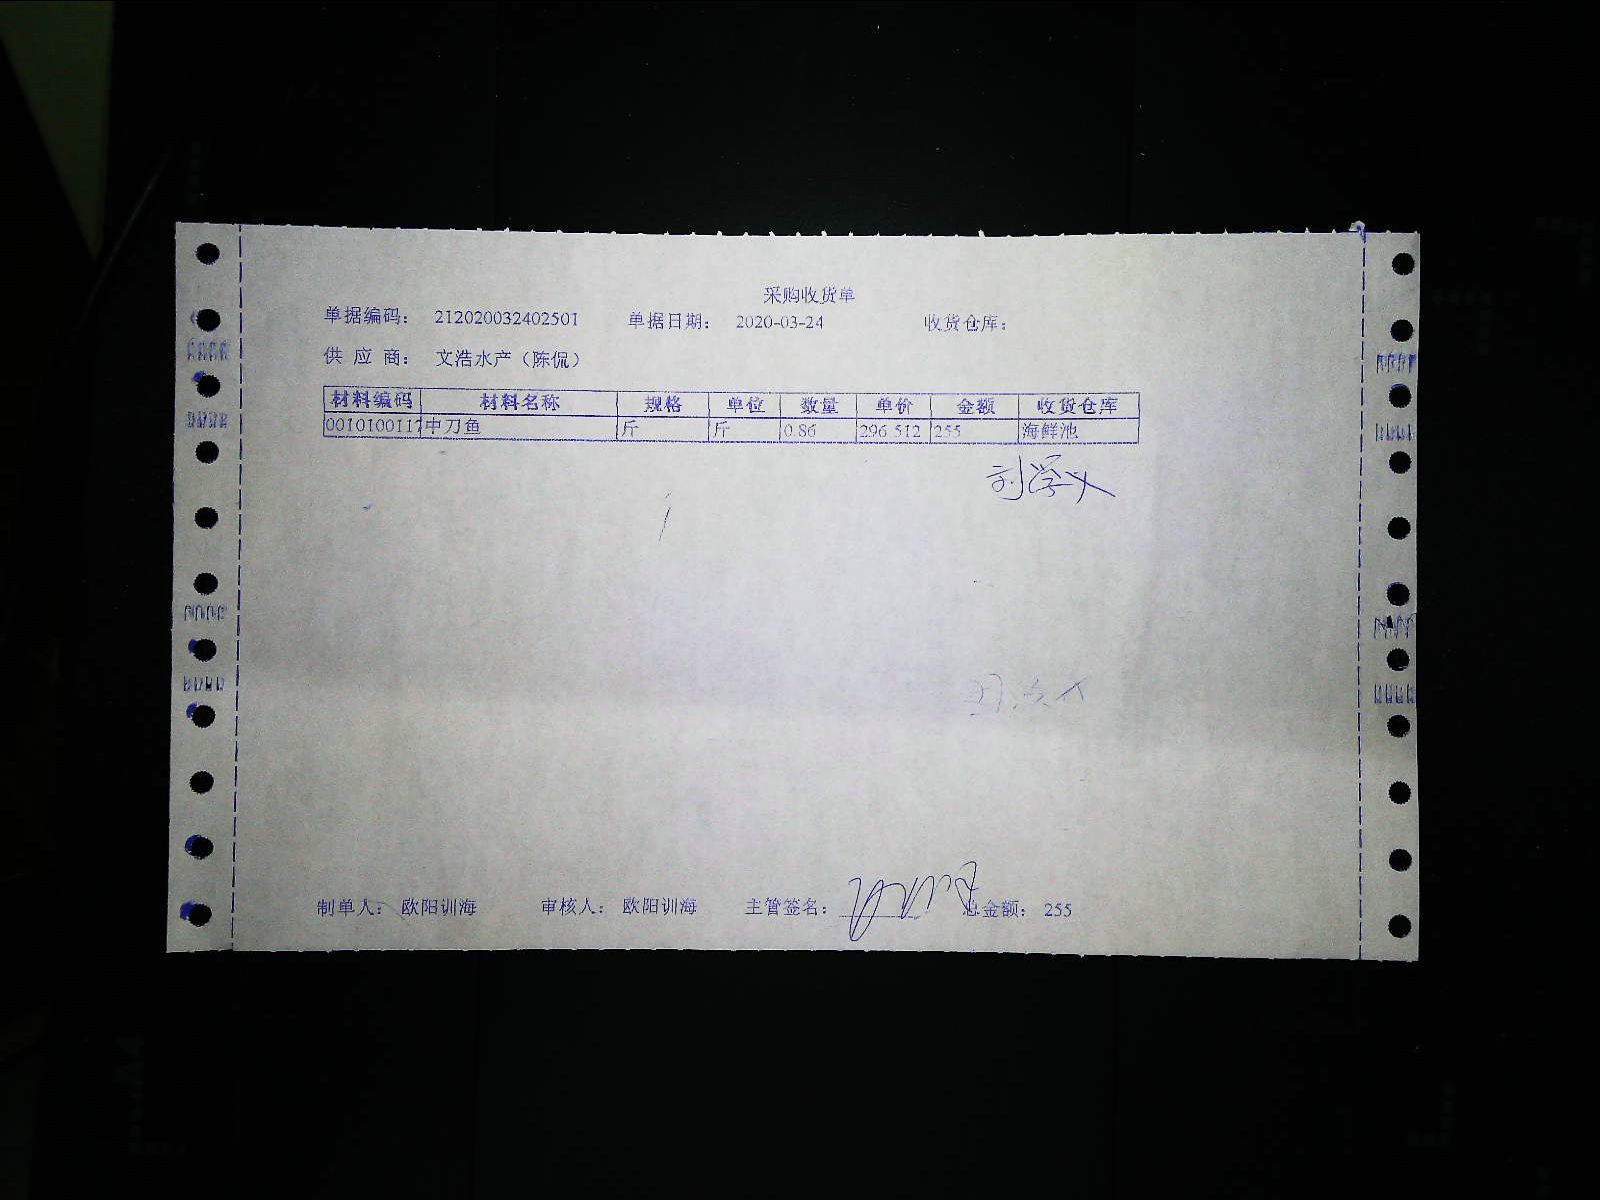 采购收货单
单据编码： 212020032402501 单据日期： 2020-03-24 收货仓库：
供 应 商： 文浩水产（陈侃）
材料编码 材料名称 规格 单位 数量 单价 金额 收货仓库
0010100117 中刀鱼 斤 斤 0.86 296.512 255 海鲜池
刘学义
制单人： 欧阳训海 审核人： 欧阳训海 主管签名： 总金额： 255